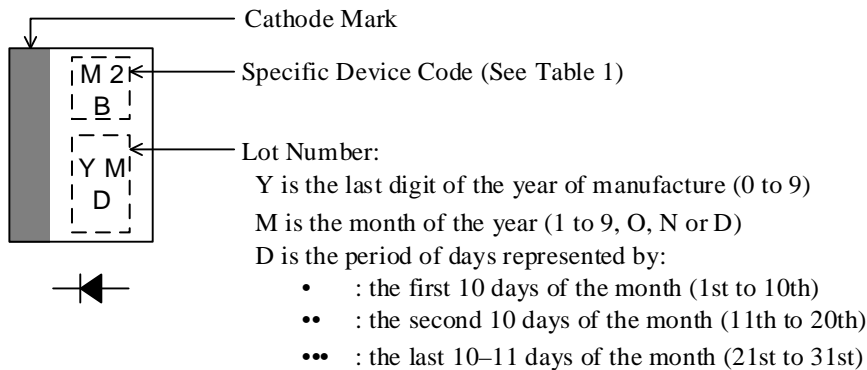 Cathode Mark
M 2
B
Specific Device Code (See Table 1)
Y M
D
Lot Number:
Y is the last digit of the year of manufacture (0 to 9)
M is the month of the year (1 to 9, O, N or D)
D is the period of days represented by:
• : the first 10 days of the month (1st to 10th)
•• : the second 10 days of the month (11th to 20th)
••• : the last 10–11 days of the month (21st to 31st)